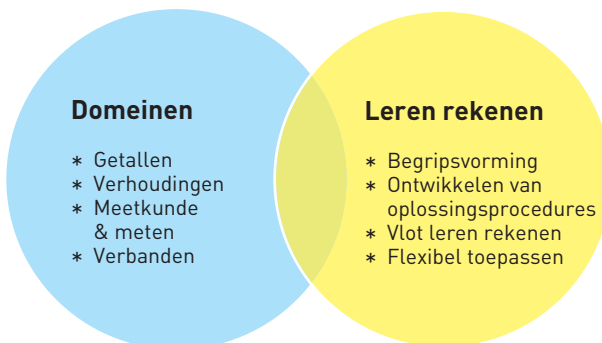 Domeinen
* Getallen
* Verhoudingen
* Meetkunde
& meten
* Verbanden
Leren rekenen
* Begripsvorming
* Ontwikkelen van
oplossingsprocedures
* Vlot leren rekenen
* Flexibel toepassen